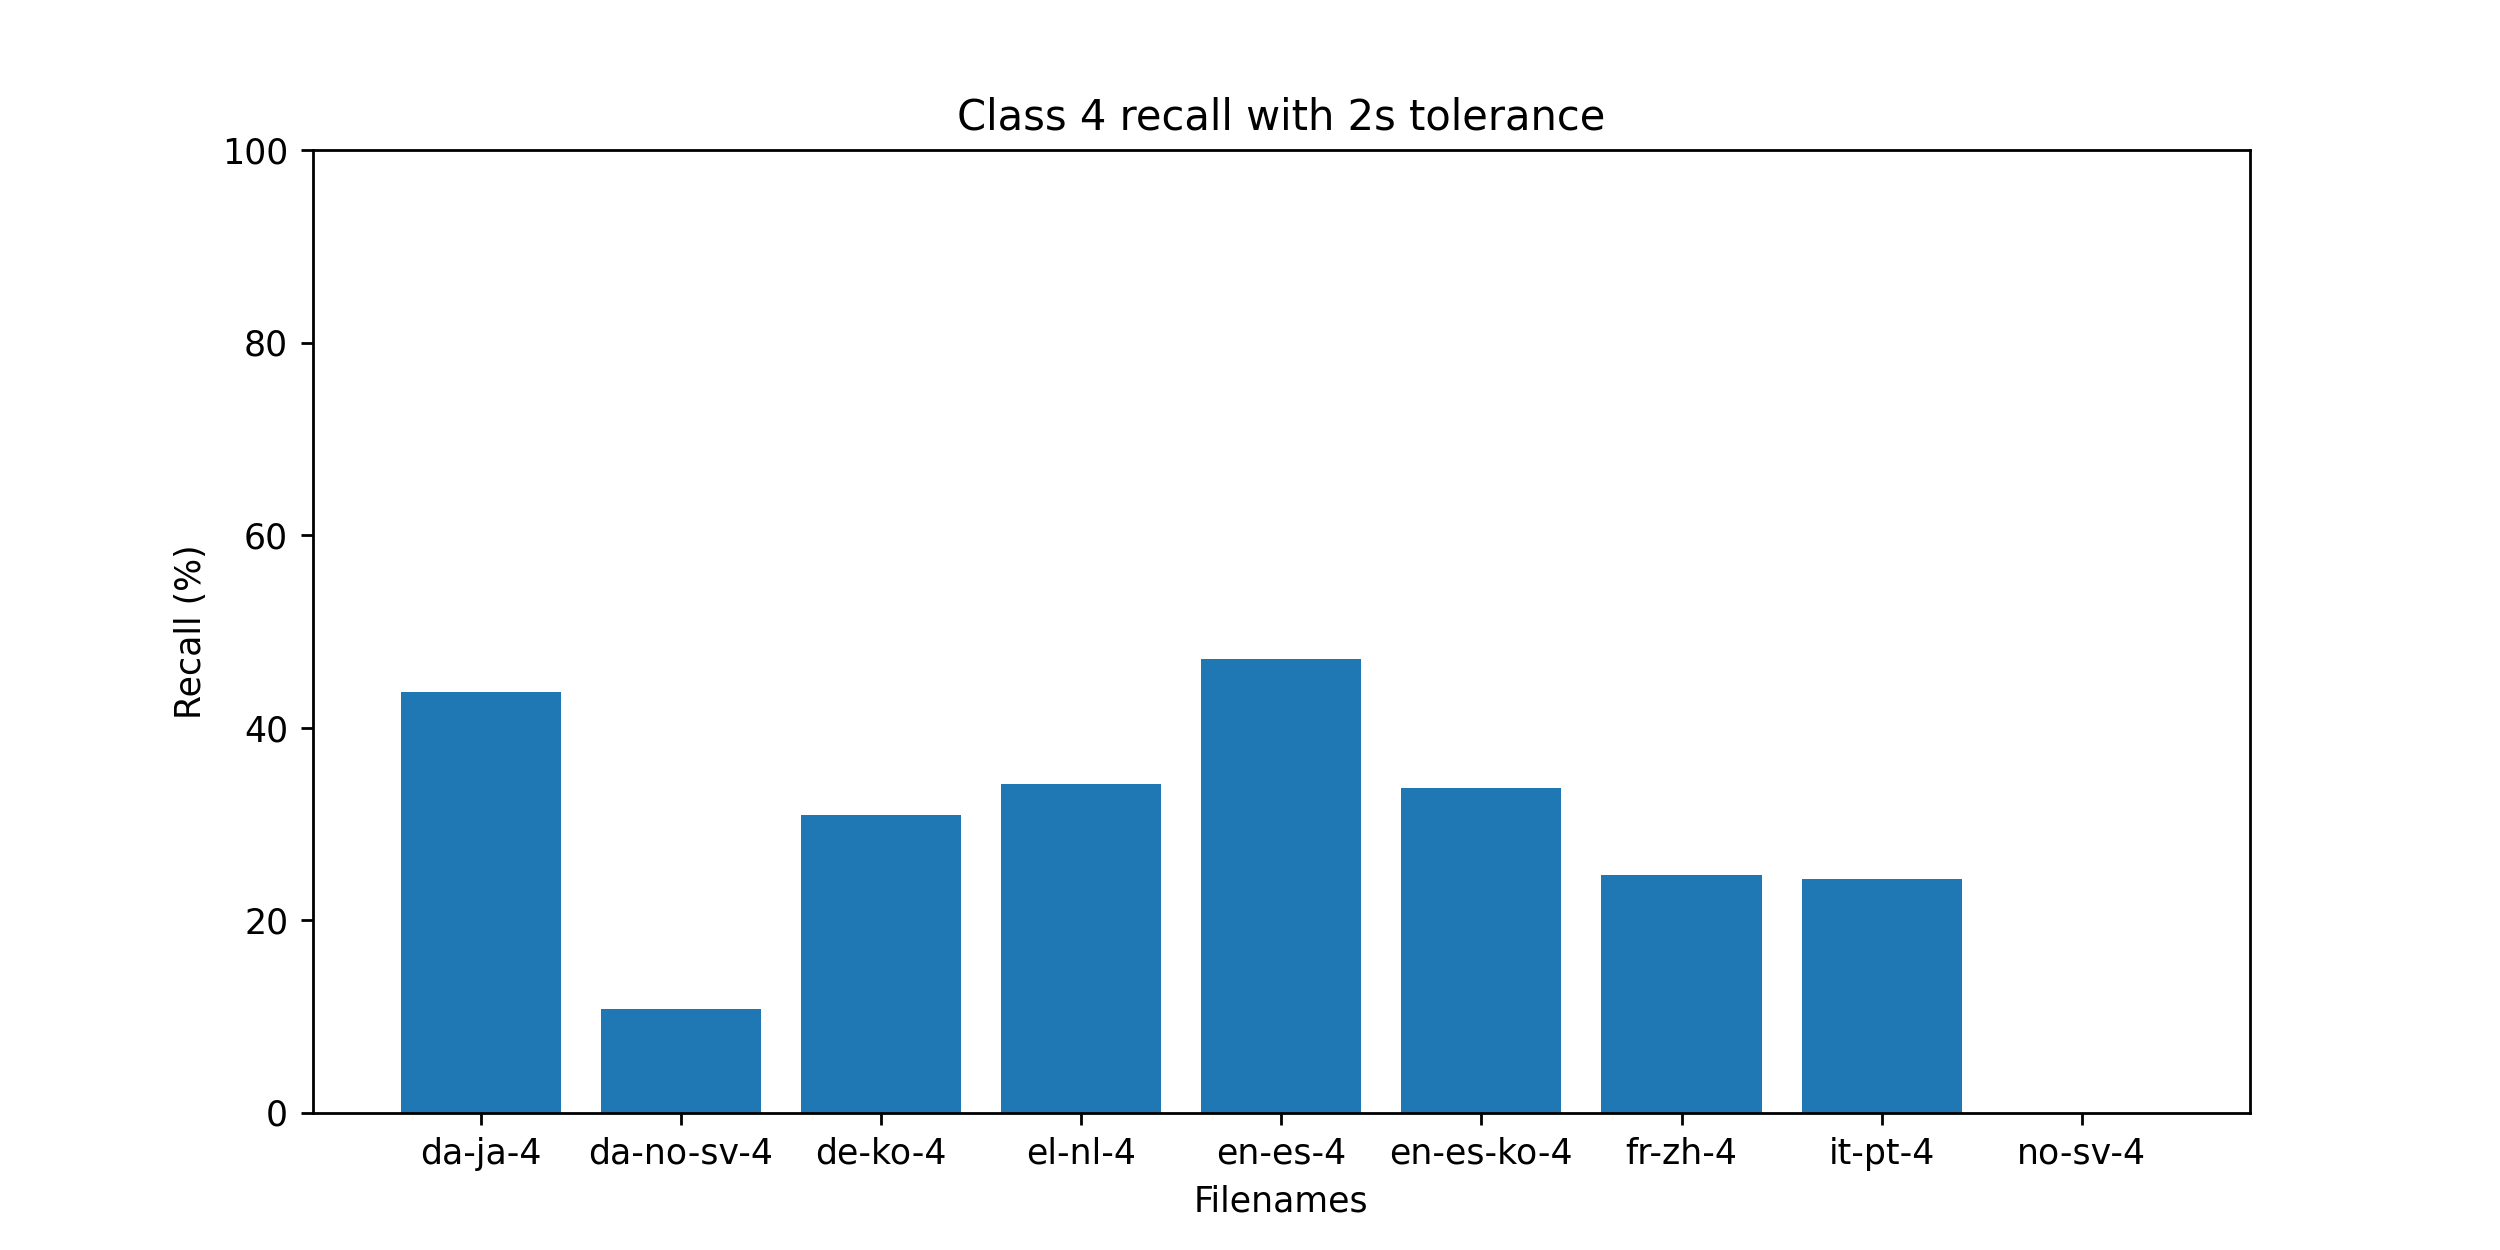 Class 4 recall with 2s tolerance
Recall (%)
100
80
60
40
20
0
da-ja-4 da-no-sv-4 de-ko-4 el-nl-4 en-es-4 en-es-ko-4 fr-zh-4 it-pt-4 no-sv-4
Filenames